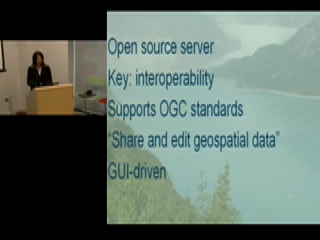 Open source server
Key: interoperability
Supports OGC standards
“Share and edit geospatial data”
GUI-driven